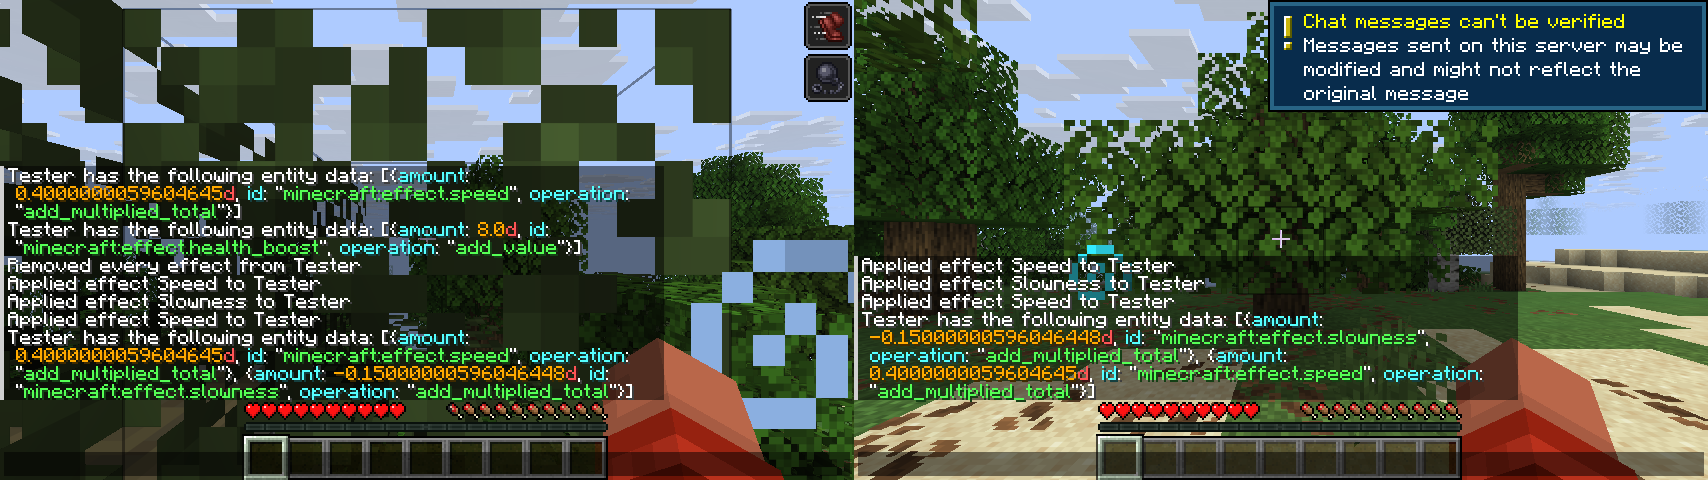 Tester has the following entity data: [{amount:
0.4000000059604645d, id: "minecraft:effect.speed", operation:
"add_multiplied_total"}]
Tester has the following entity data: [{amount: 8.0d, id:
"minecraft:effect.health_boost", operation: "add_value"}]
Removed every effect from Tester
Applied effect Speed to Tester
Applied effect Slowness to Tester
Applied effect Speed to Tester
Tester has the following entity data: [{amount:
0.4000000059604645d, id: "minecraft:effect.speed", operation:
"add_multiplied_total"}, {amount: -0.15000000596046448d, id:
"minecraft:effect.slowness", operation: "add_multiplied_total"}]
Chat messages can't be verified
Messages sent on this server may be
modified and might not reflect the
original message
Applied effect Speed to Tester
Applied effect Slowness to Tester
Applied effect Speed to Tester
Tester has the following entity data: [{amount:
-0.15000000596046448d, id: "minecraft:effect.slowness",
operation: "add_multiplied_total"}, {amount:
0.4000000059604645d, id: "minecraft:effect.speed", operation:
"add_multiplied_total"}]